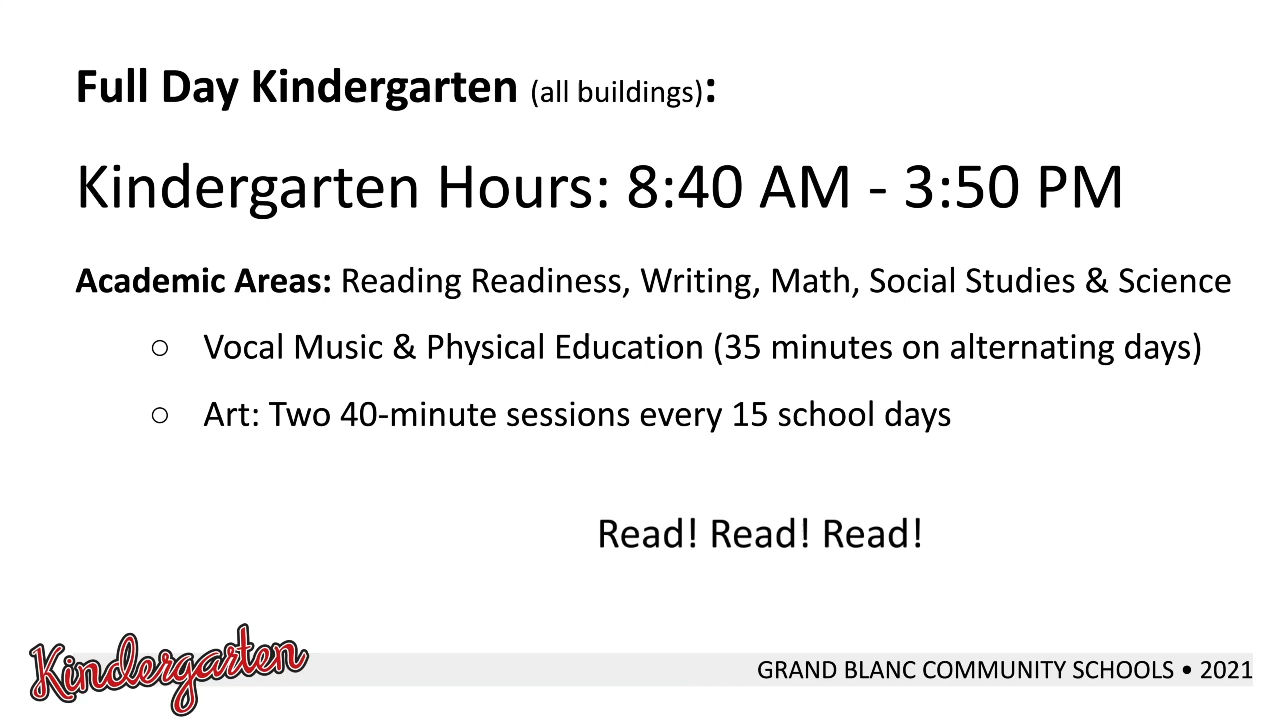 Full Day Kindergarten (all buildings):
Kindergarten Hours: 8:40 AM - 3:50 PM
Academic Areas: Reading Readiness, Writing, Math, Social Studies & Science
○ Vocal Music & Physical Education (35 minutes on alternating days)
○ Art: Two 40-minute sessions every 15 school days
Read! Read! Read!
Kindergarten
GRAND BLANC COMMUNITY SCHOOLS • 2021